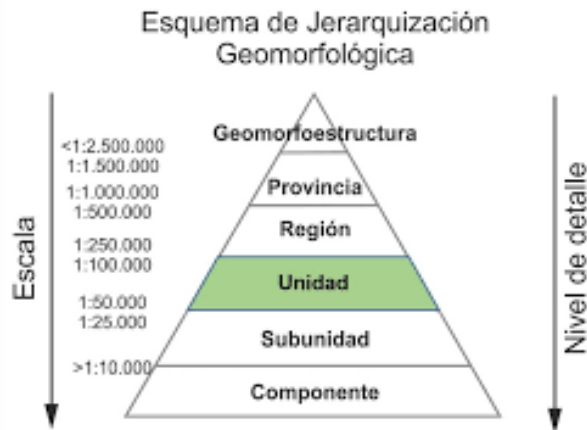 Esquema de Jerarquización
Geomorfológica
Geomorfoestructura
<1:2.500.000
1:1.500.000
Provincia
1:1.000.000
1:500.000
Región
1:250.000
1:100.000
Unidad
1:50.000
1:25.000
Subunidad
>1:10.000
Componente
Escala
Nivel de detalle